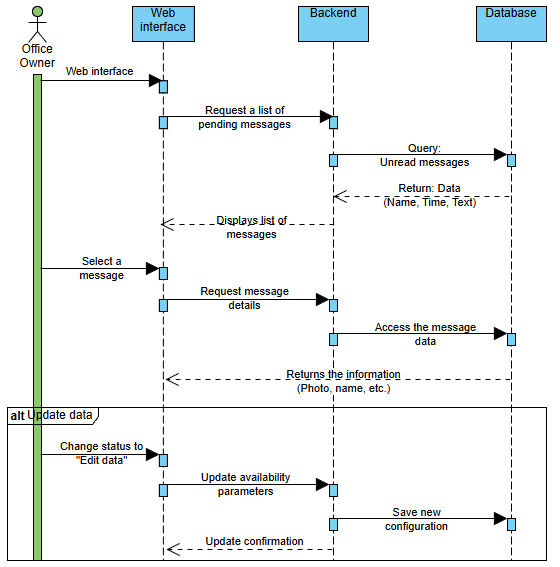 Office
Owner
Web
interface
Backend
Database
Web interface
Request a list of
pending messages
Query:
Unread messages
Return: Data
(Name, Time, Text)
Displays list of
messages
Select a
message
Request message
details
Access the message
data
Returns the information
(Photo, name, etc.)
alt Update data
Change status to
"Edit data"
Update availability
parameters
Save new
configuration
Update confirmation